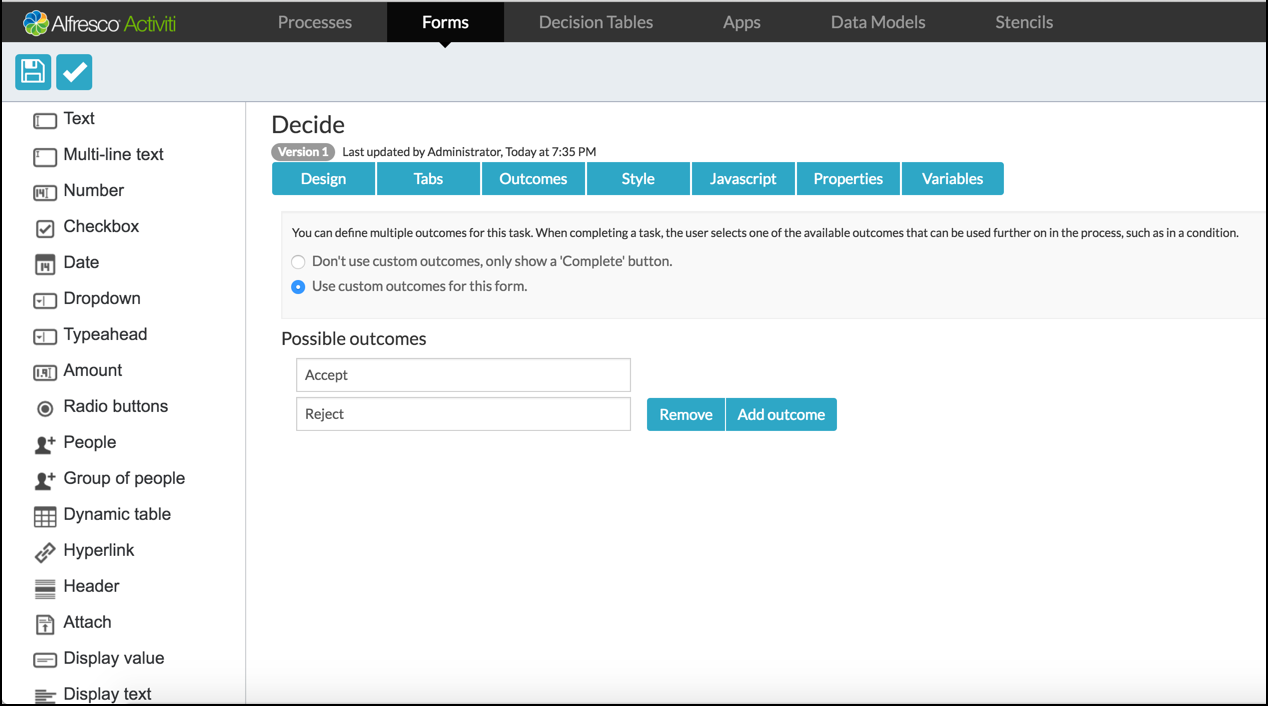 Alfresco Activiti
Processes
Forms
Decision Tables
Apps
Data Models
Stencils
Text
Multi-line text
Number
Checkbox
Date
Dropdown
Typeahead
Amount
Radio buttons
People
Group of people
Dynamic table
Hyperlink
Header
Attach
Display value
Display text
Decide
Version 1 Last updated by Administrator, Today at 7:35 PM
Design
Tabs
Outcomes
Style
Javascript
Properties
Variables
You can define multiple outcomes for this task. When completing a task, the user selects one of the available outcomes that can be used further on in the process, such as in a condition.
Don't use custom outcomes, only show a 'Complete' button.
Use custom outcomes for this form.
Possible outcomes
Accept
Reject
Remove
Add outcome